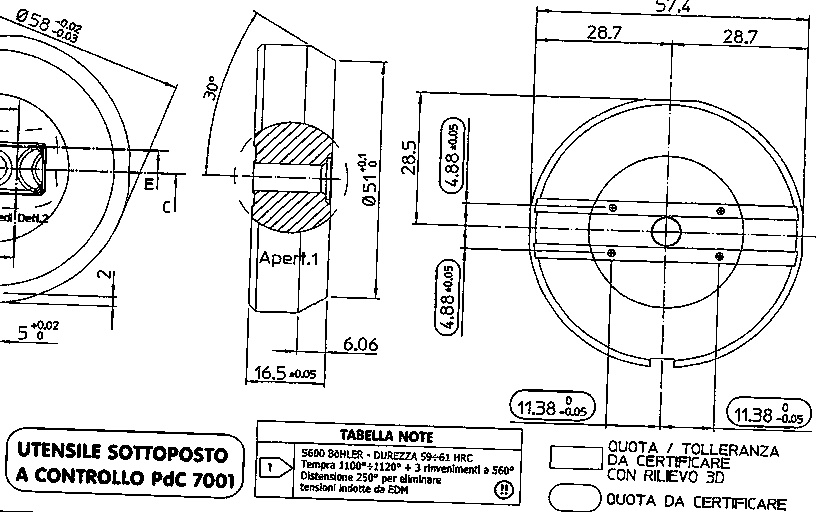 Ø58 -0.02 -0.03
57.4
28.7
28.7
30°
28.5
4.88 ±0.05
Ø51 +0.1 0
E
C
Dett.2
Apert.1
2
4.88 ±0.05
5 +0.02 0
6.06
16.5 ±0.05
11.38 0 -0.05
11.38 0 -0.05
UTENSILE SOTTOPOSTO
A CONTROLLO PdC 7001
TABELLA NOTE
1
S600 BÖHLER - DUREZZA 59÷61 HRC
Tempra 1100°÷1120° + 3 rinvenimenti a 560°
Distensione 250° per eliminare
tensioni indotte da EDM
!!
QUOTA / TOLLERANZA
DA CERTIFICARE
CON RILIEVO 3D
QUOTA DA CERTIFICARE